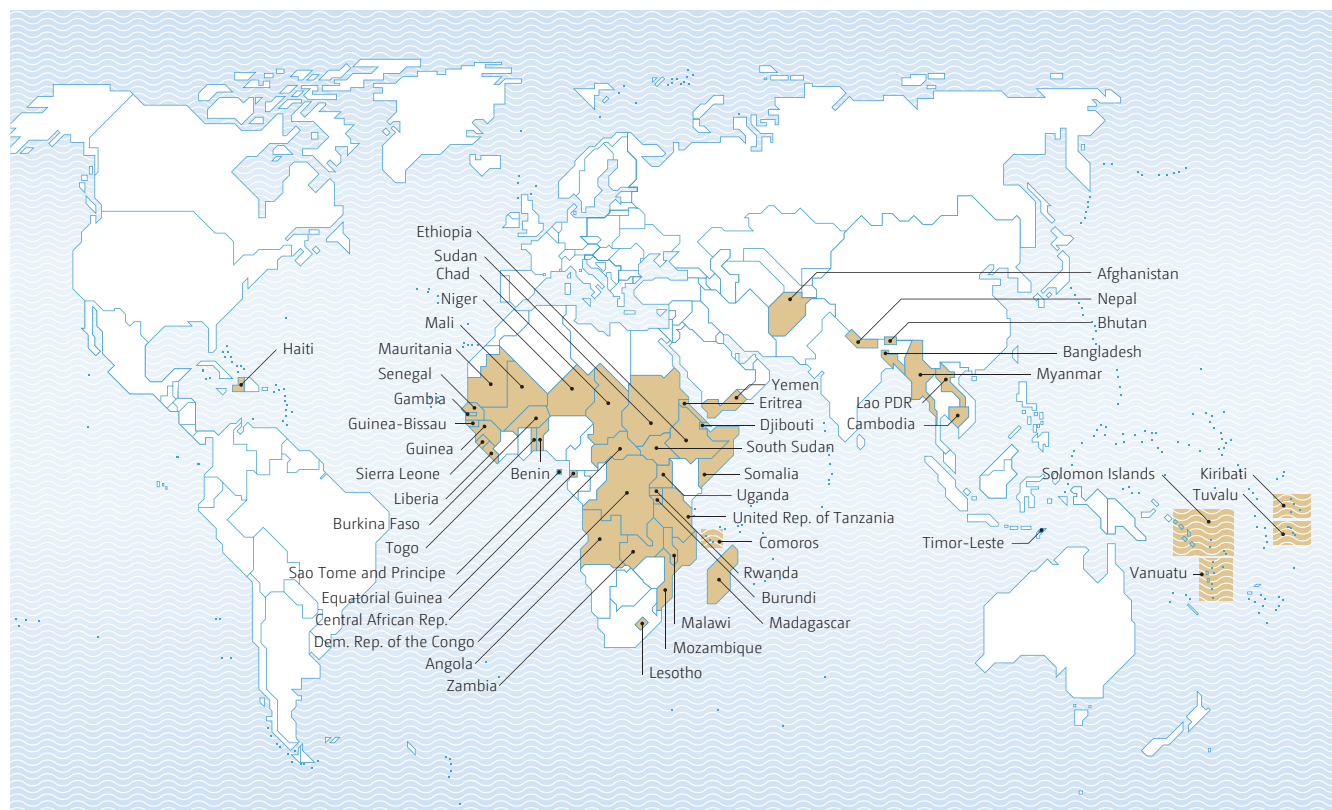 Ethiopia
Sudan
Chad
Niger
Mali
Mauritania
Senegal
Gambia
Guinea-Bissau
Guinea
Sierra Leone
Liberia
Burkina Faso
Togo
Sao Tome and Principe
Equatorial Guinea
Central African Rep.
Dem. Rep. of the Congo
Angola
Zambia
Haiti
Benin
Yemen
Eritrea
Djibouti
South Sudan
Somalia
Uganda
United Rep. of Tanzania
Comoros
Rwanda
Burundi
Madagascar
Malawi
Mozambique
Lesotho
Afghanistan
Nepal
Bhutan
Bangladesh
Myanmar
Lao PDR
Cambodia
Solomon Islands
Kiribati
Tuvalu
Timor-Leste
Vanuatu